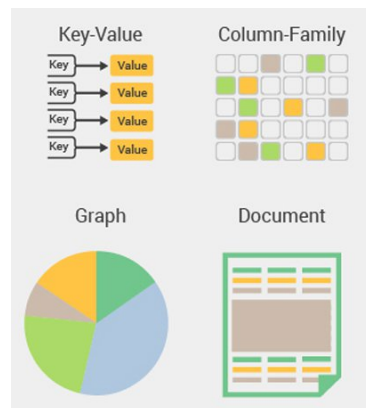 Key-Value
Key Value
Key Value
Key Value
Key Value
Column-Family
Graph
Document